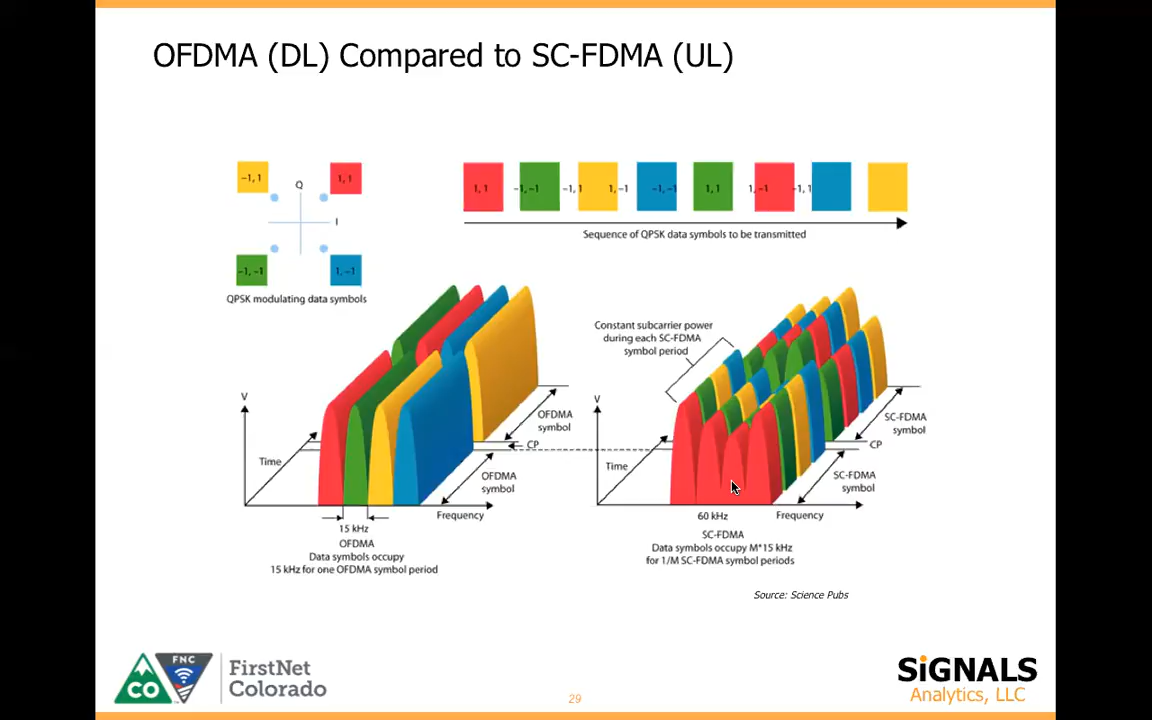 OFDMA (DL) Compared to SC-FDMA (UL)
−1, 1
1, 1
Q
I
−1, −1
1, −1
QPSK modulating data symbols
1, 1
−1, −1
−1, 1
1, −1
−1, −1
1, 1
1, −1
−1, 1
Sequence of QPSK data symbols to be transmitted
V
Time
OFDMA
symbol
CP
OFDMA
symbol
Frequency
15 kHz
OFDMA
Data symbols occupy
15 kHz for one OFDMA symbol period
Constant subcarrier power
during each SC-FDMA
symbol period
V
Time
SC-FDMA
symbol
CP
SC-FDMA
symbol
60 kHz
Frequency
SC-FDMA
Data symbols occupy M*15 kHz
for 1/M SC-FDMA symbol periods
Source: Science Pubs
CO
FNC
FirstNet
Colorado
29
SiGNALS
Analytics, LLC